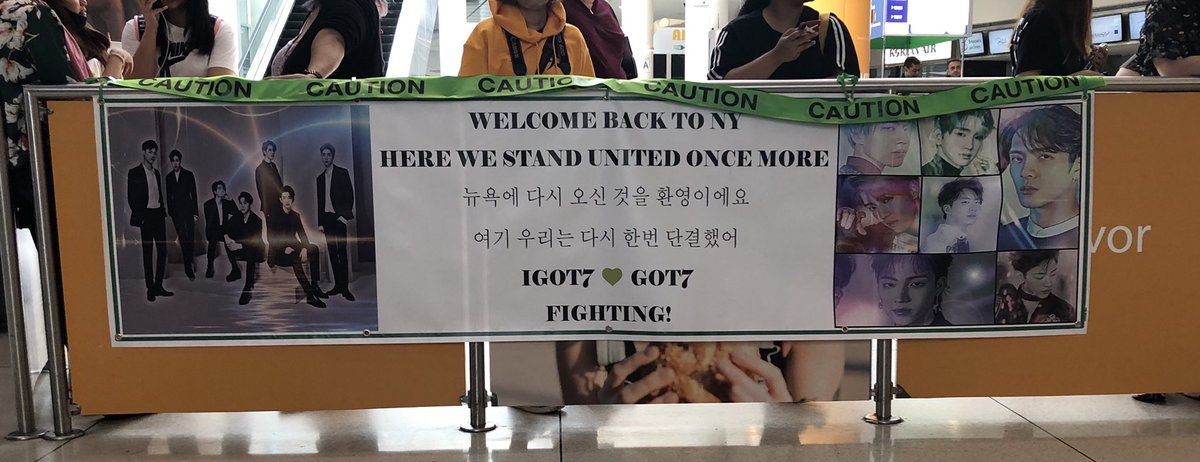 CAUTION CAUTION CAUTION CAUTION CAUTION CAUTION
WELCOME BACK TO NY
HERE WE STAND UNITED ONCE MORE
뉴욕에 다시 오신 것을 환영이에요
여기 우리는 다시 한번 단결했어
IGOT7 💚 GOT7
FIGHTING!
vor